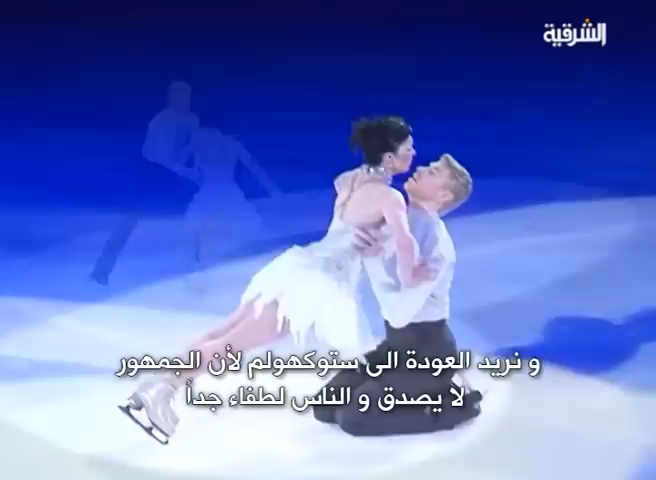 الشرقية
و نريد العودة الى ستوكهولم لأن الجمهور
لا يصدق و الناس لطفاء جداً